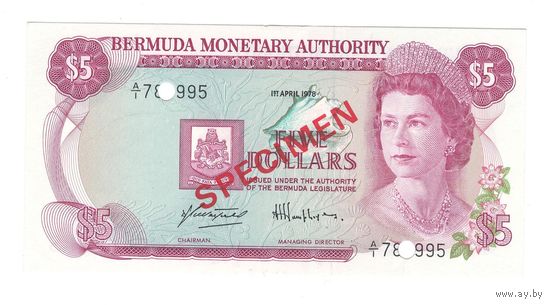 BERMUDA MONETARY AUTHORITY
$5
$5
A/1 78 995
1ST APRIL 1978
FIVE
DOLLARS
SPECIMEN
ISSUED UNDER THE AUTHORITY
OF THE BERMUDA LEGISLATURE
CHAIRMAN
MANAGING DIRECTOR
A/1 78 995
$5
$5
www.ay.by